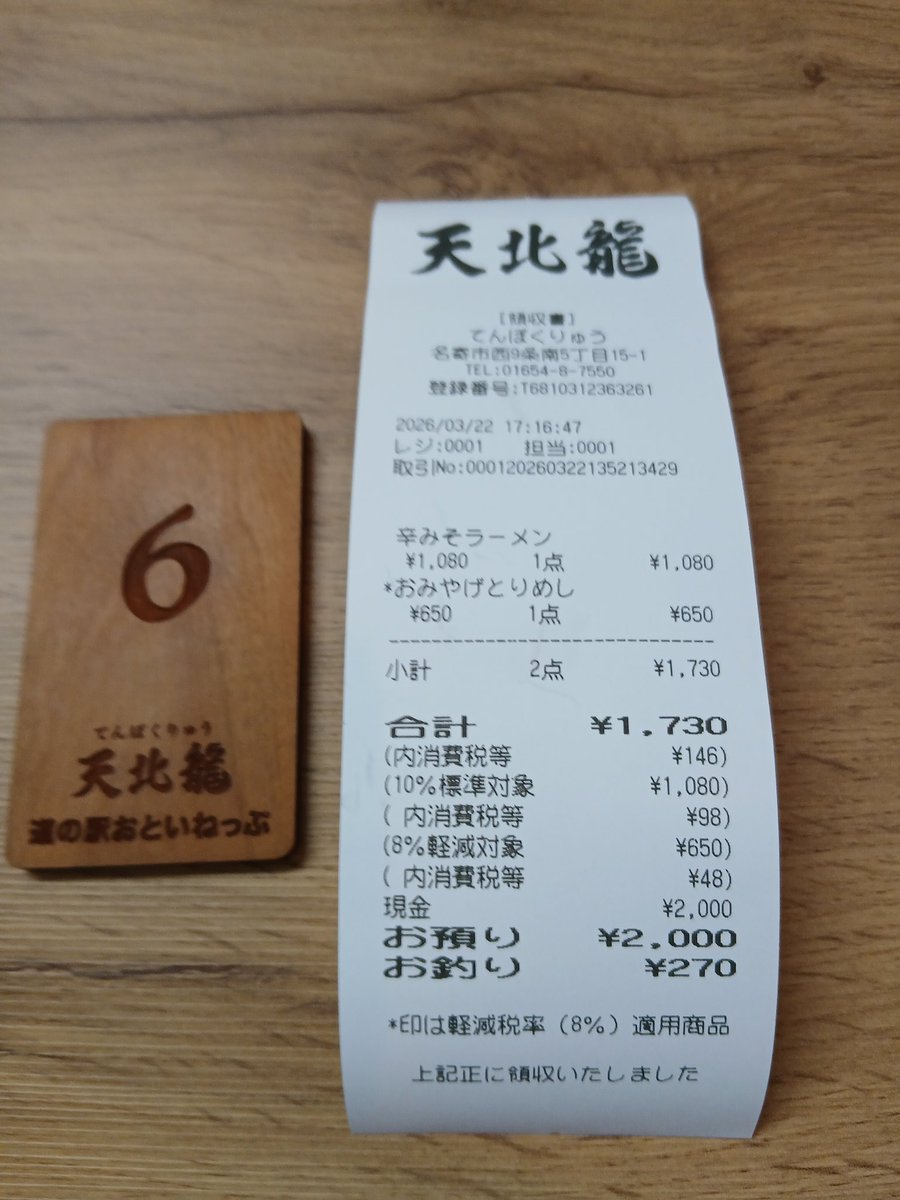 6
てんぽくりゅう
天北龍
道の駅おといねっぷ
天北龍
[領収書]
てんぽくりゅう
名寄市西9条南5丁目15-1
TEL:01654-8-7550
登録番号:T6810312363261
2026/03/22 17:16:47
レジ:0001 担当:0001
取引No:000120260322135213429
辛みそラーメン
¥1,080 1点 ¥1,080
*おみやげとりめし
¥650 1点 ¥650
小計 2点 ¥1,730
合計 ¥1,730
(内消費税等 ¥146)
(10%標準対象 ¥1,080)
( 内消費税等 ¥98)
(8%軽減対象 ¥650)
( 内消費税等 ¥48)
現金 ¥2,000
お預り ¥2,000
お釣り ¥270
*印は軽減税率(8%)適用商品
上記正に領収いたしました